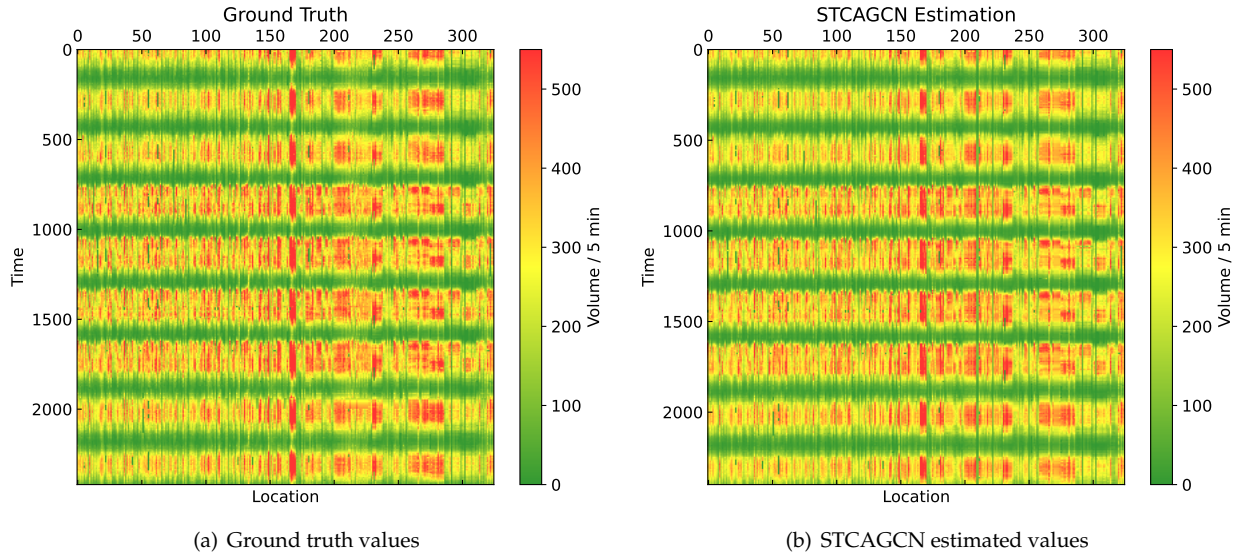 Ground Truth
0 50 100 150 200 250 300
0
500
1000
1500
2000
Time
Location
500
400
300
200
100
0
Volume / 5 min
(a) Ground truth values
STCAGCN Estimation
0 50 100 150 200 250 300
0
500
1000
1500
2000
Time
Location
500
400
300
200
100
0
Volume / 5 min
(b) STCAGCN estimated values